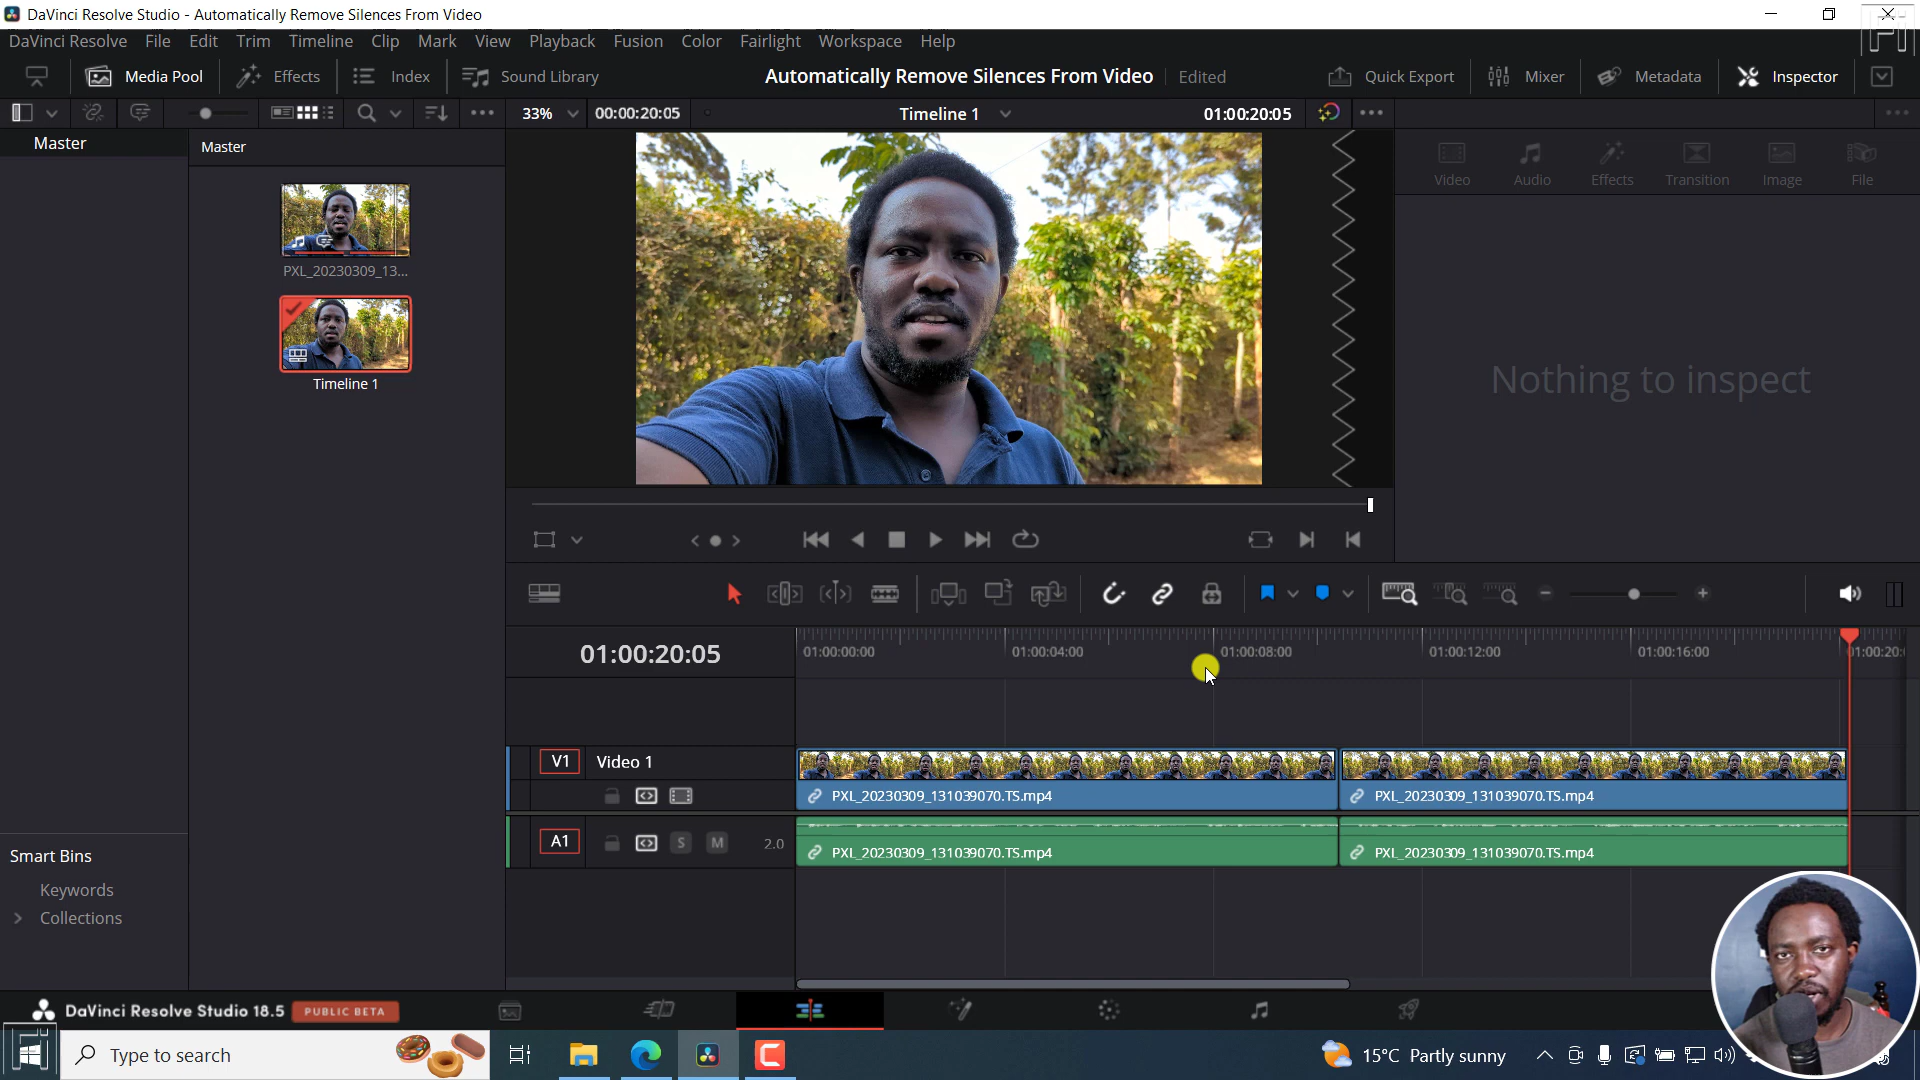 DaVinci Resolve Studio - Automatically Remove Silences From Video
DaVinci Resolve File Edit Trim Timeline Clip Mark View Playback Fusion Color Fairlight Workspace Help
Media Pool Effects Index Sound Library Automatically Remove Silences From Video Edited Quick Export Mixer Metadata Inspector
33% 00:00:20:05 Timeline 1 01:00:20:05
Master Master
Video Audio Effects Transition Image File
PXL_20230309_13...
Timeline 1
Nothing to inspect
01:00:20:05 01:00:00:00 01:00:04:00 01:00:08:00 01:00:12:00 01:00:16:00 01:00:20:
V1 Video 1
PXL_20230309_131039070.TS.mp4 PXL_20230309_131039070.TS.mp4
A1 S M 2.0
PXL_20230309_131039070.TS.mp4 PXL_20230309_131039070.TS.mp4
Smart Bins
Keywords
Collections
DaVinci Resolve Studio 18.5 PUBLIC BETA
Type to search 15°C Partly sunny